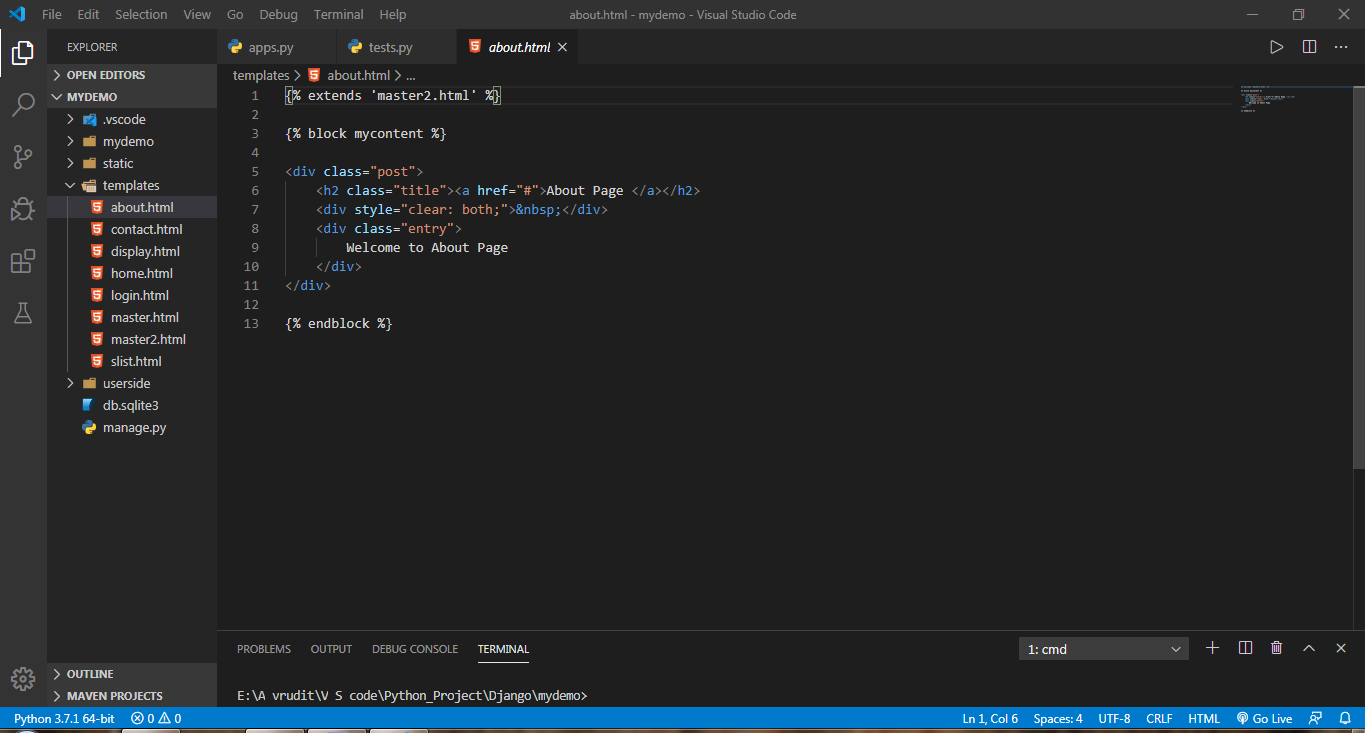 File Edit Selection View Go Debug Terminal Help about.html - mydemo - Visual Studio Code
EXPLORER
OPEN EDITORS
MYDEMO
.vscode
mydemo
static
templates
about.html
contact.html
display.html
home.html
login.html
master.html
master2.html
slist.html
userside
db.sqlite3
manage.py
OUTLINE
MAVEN PROJECTS
apps.py tests.py about.html
templates > about.html > ...
1 {% extends 'master2.html' %}
2
3 {% block mycontent %}
4
5 <div class="post">
6 <h2 class="title"><a href="#">About Page </a></h2>
7 <div style="clear: both;">&nbsp;</div>
8 <div class="entry">
9 Welcome to About Page
10 </div>
11 </div>
12
13 {% endblock %}
PROBLEMS OUTPUT DEBUG CONSOLE TERMINAL 1: cmd
E:\A vrudit\V S code\Python_Project\Django\mydemo>
Python 3.7.1 64-bit 0 0 Ln 1, Col 6 Spaces: 4 UTF-8 CRLF HTML Go Live